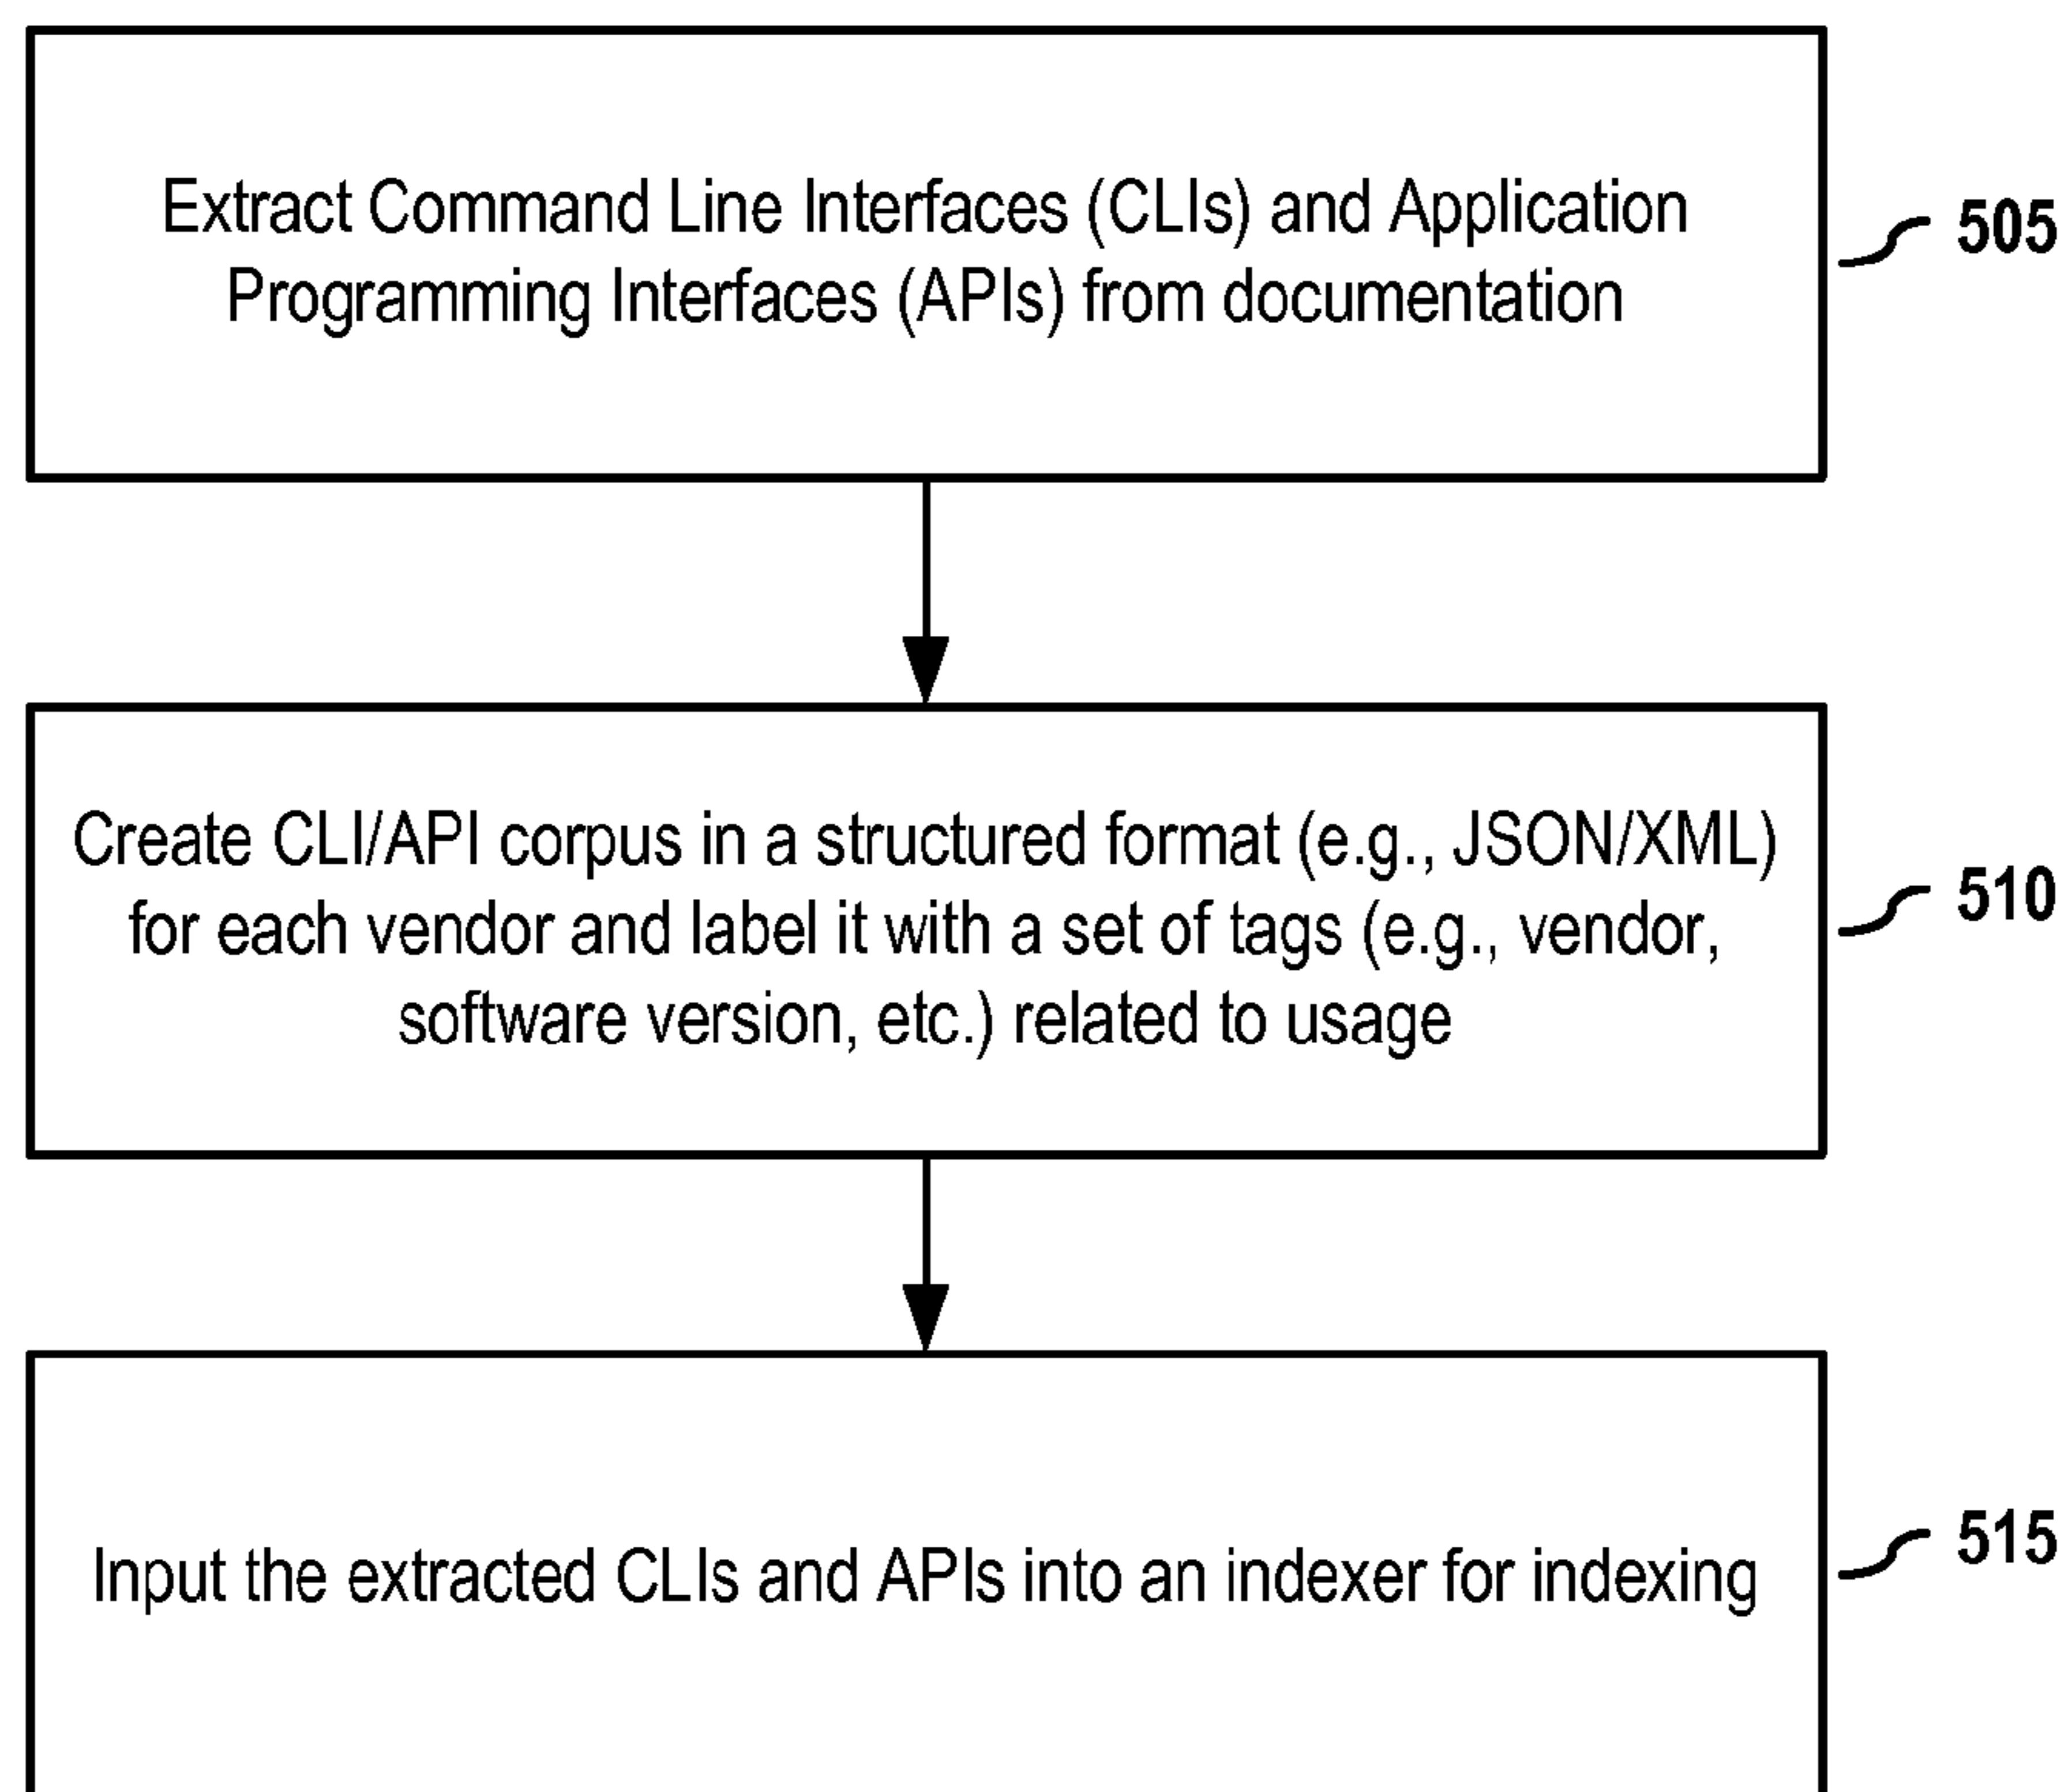 Extract Command Line Interfaces (CLIs) and Application
Programming Interfaces (APIs) from documentation
505
Create CLI/API corpus in a structured format (e.g., JSON/XML)
for each vendor and label it with a set of tags (e.g., vendor,
software version, etc.) related to usage
510
Input the extracted CLIs and APIs into an indexer for indexing
515